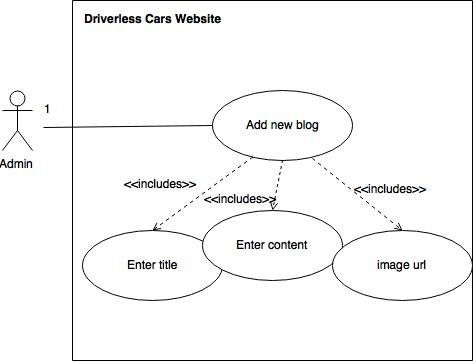 Driverless Cars Website
1
Add new blog
Admin
<<includes>>
<<includes>>
<<includes>>
Enter title
Enter content
image url